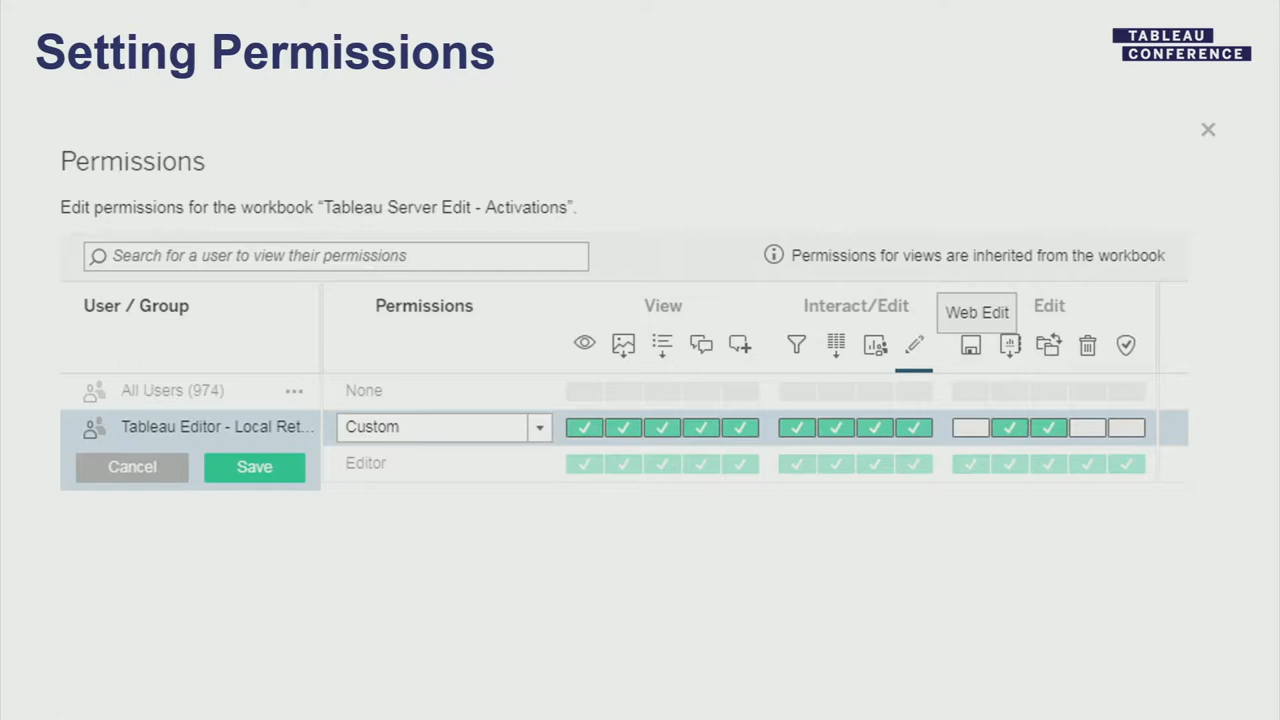 Setting Permissions
TABLEAU
CONFERENCE
Permissions
Edit permissions for the workbook “Tableau Server Edit - Activations”.
Search for a user to view their permissions
Permissions for views are inherited from the workbook
User / Group
Permissions
View
Interact/Edit
Web Edit
Edit
All Users (974)
None
Tableau Editor - Local Ret...
Custom
Cancel
Save
Editor